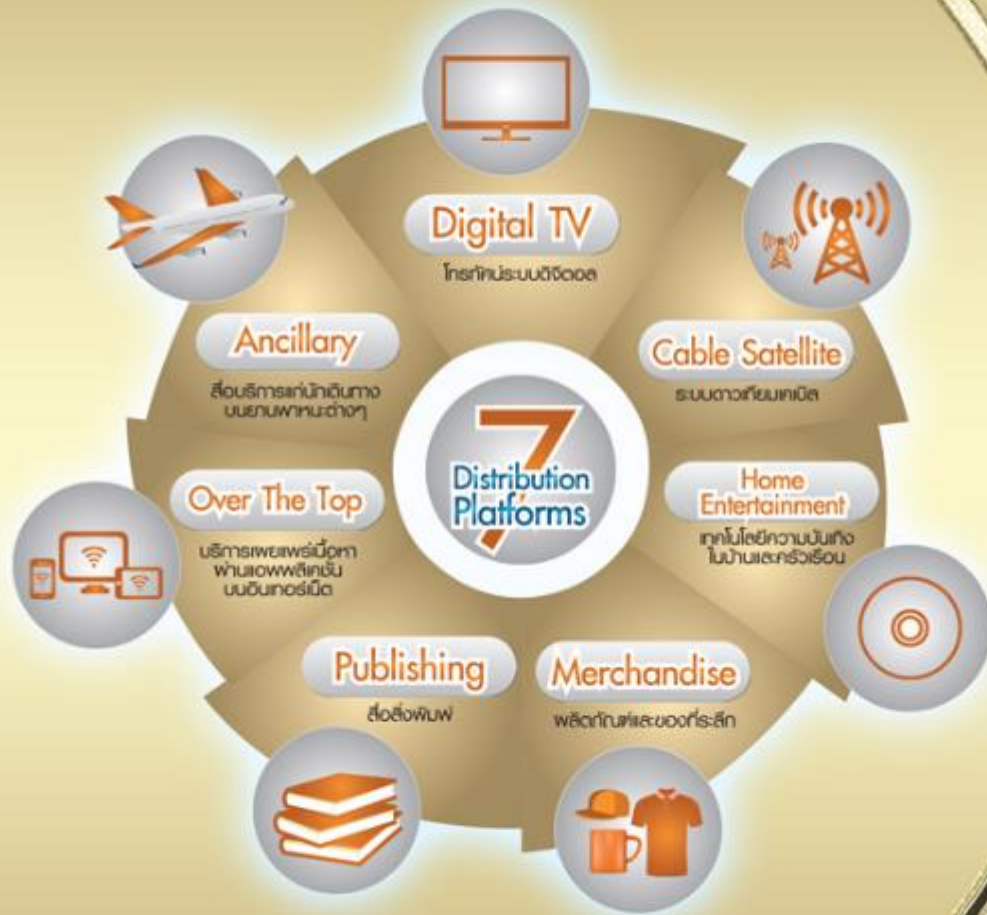 Digital TV
โทรทัศน์ระบบดิจิตอล
Cable Satellite
ระบบดาวเทียมเคเบิล
Home
Entertainment
เทคโนโลยีความบันเทิง
ในบ้านและครัวเรือน
Merchandise
ผลิตภัณฑ์และของที่ระลึก
Publishing
สื่อสิ่งพิมพ์
Over The Top
บริการเผยแพร่เนื้อหา
ผ่านแอพพลิเคชั่น
บนอินเทอร์เน็ต
Ancillary
สื่อบริการแก่นักเดินทาง
บนยานพาหนะต่างๆ
7
Distribution
Platforms